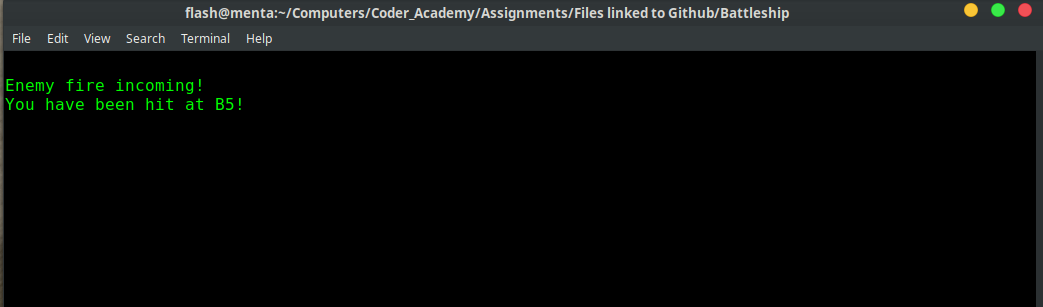 flash@menta:~/Computers/Coder_Academy/Assignments/Files linked to Github/Battleship
File Edit View Search Terminal Help
Enemy fire incoming!
You have been hit at B5!